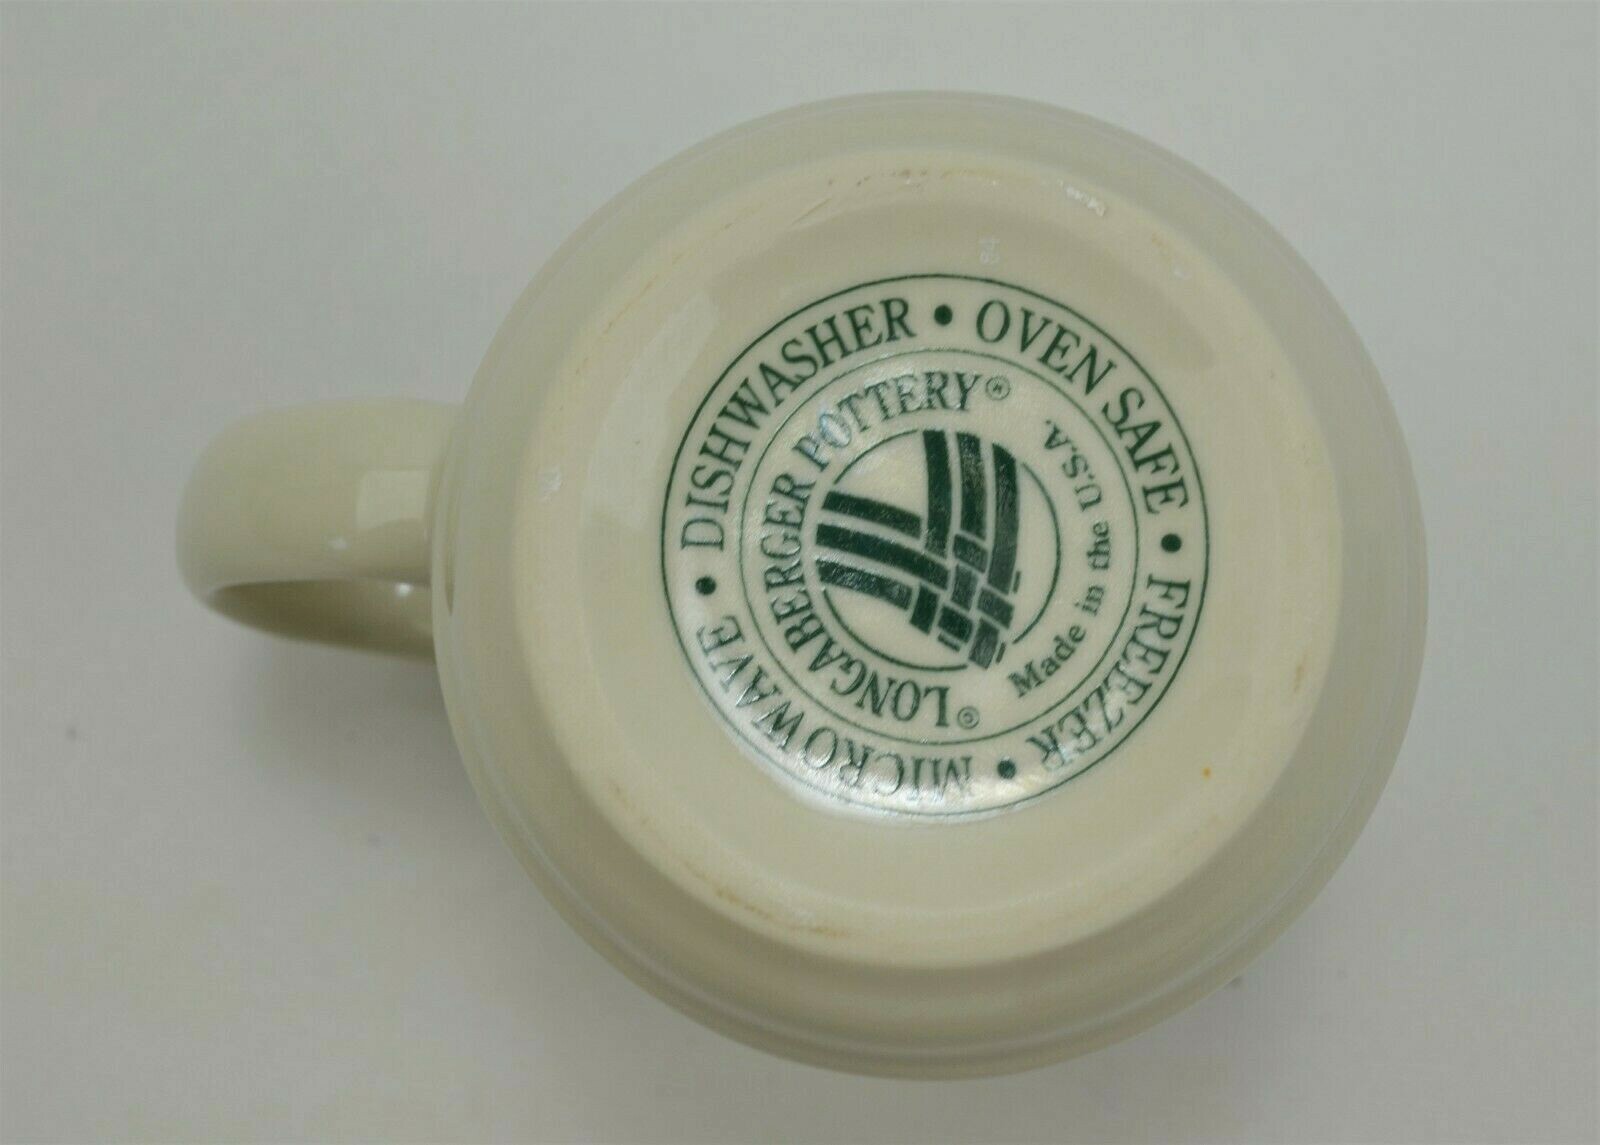 DISHWASHER • OVEN SAFE • FREEZER • MICROWAVE •
©LONGABERGER POTTERY®
Made in the U.S.A.